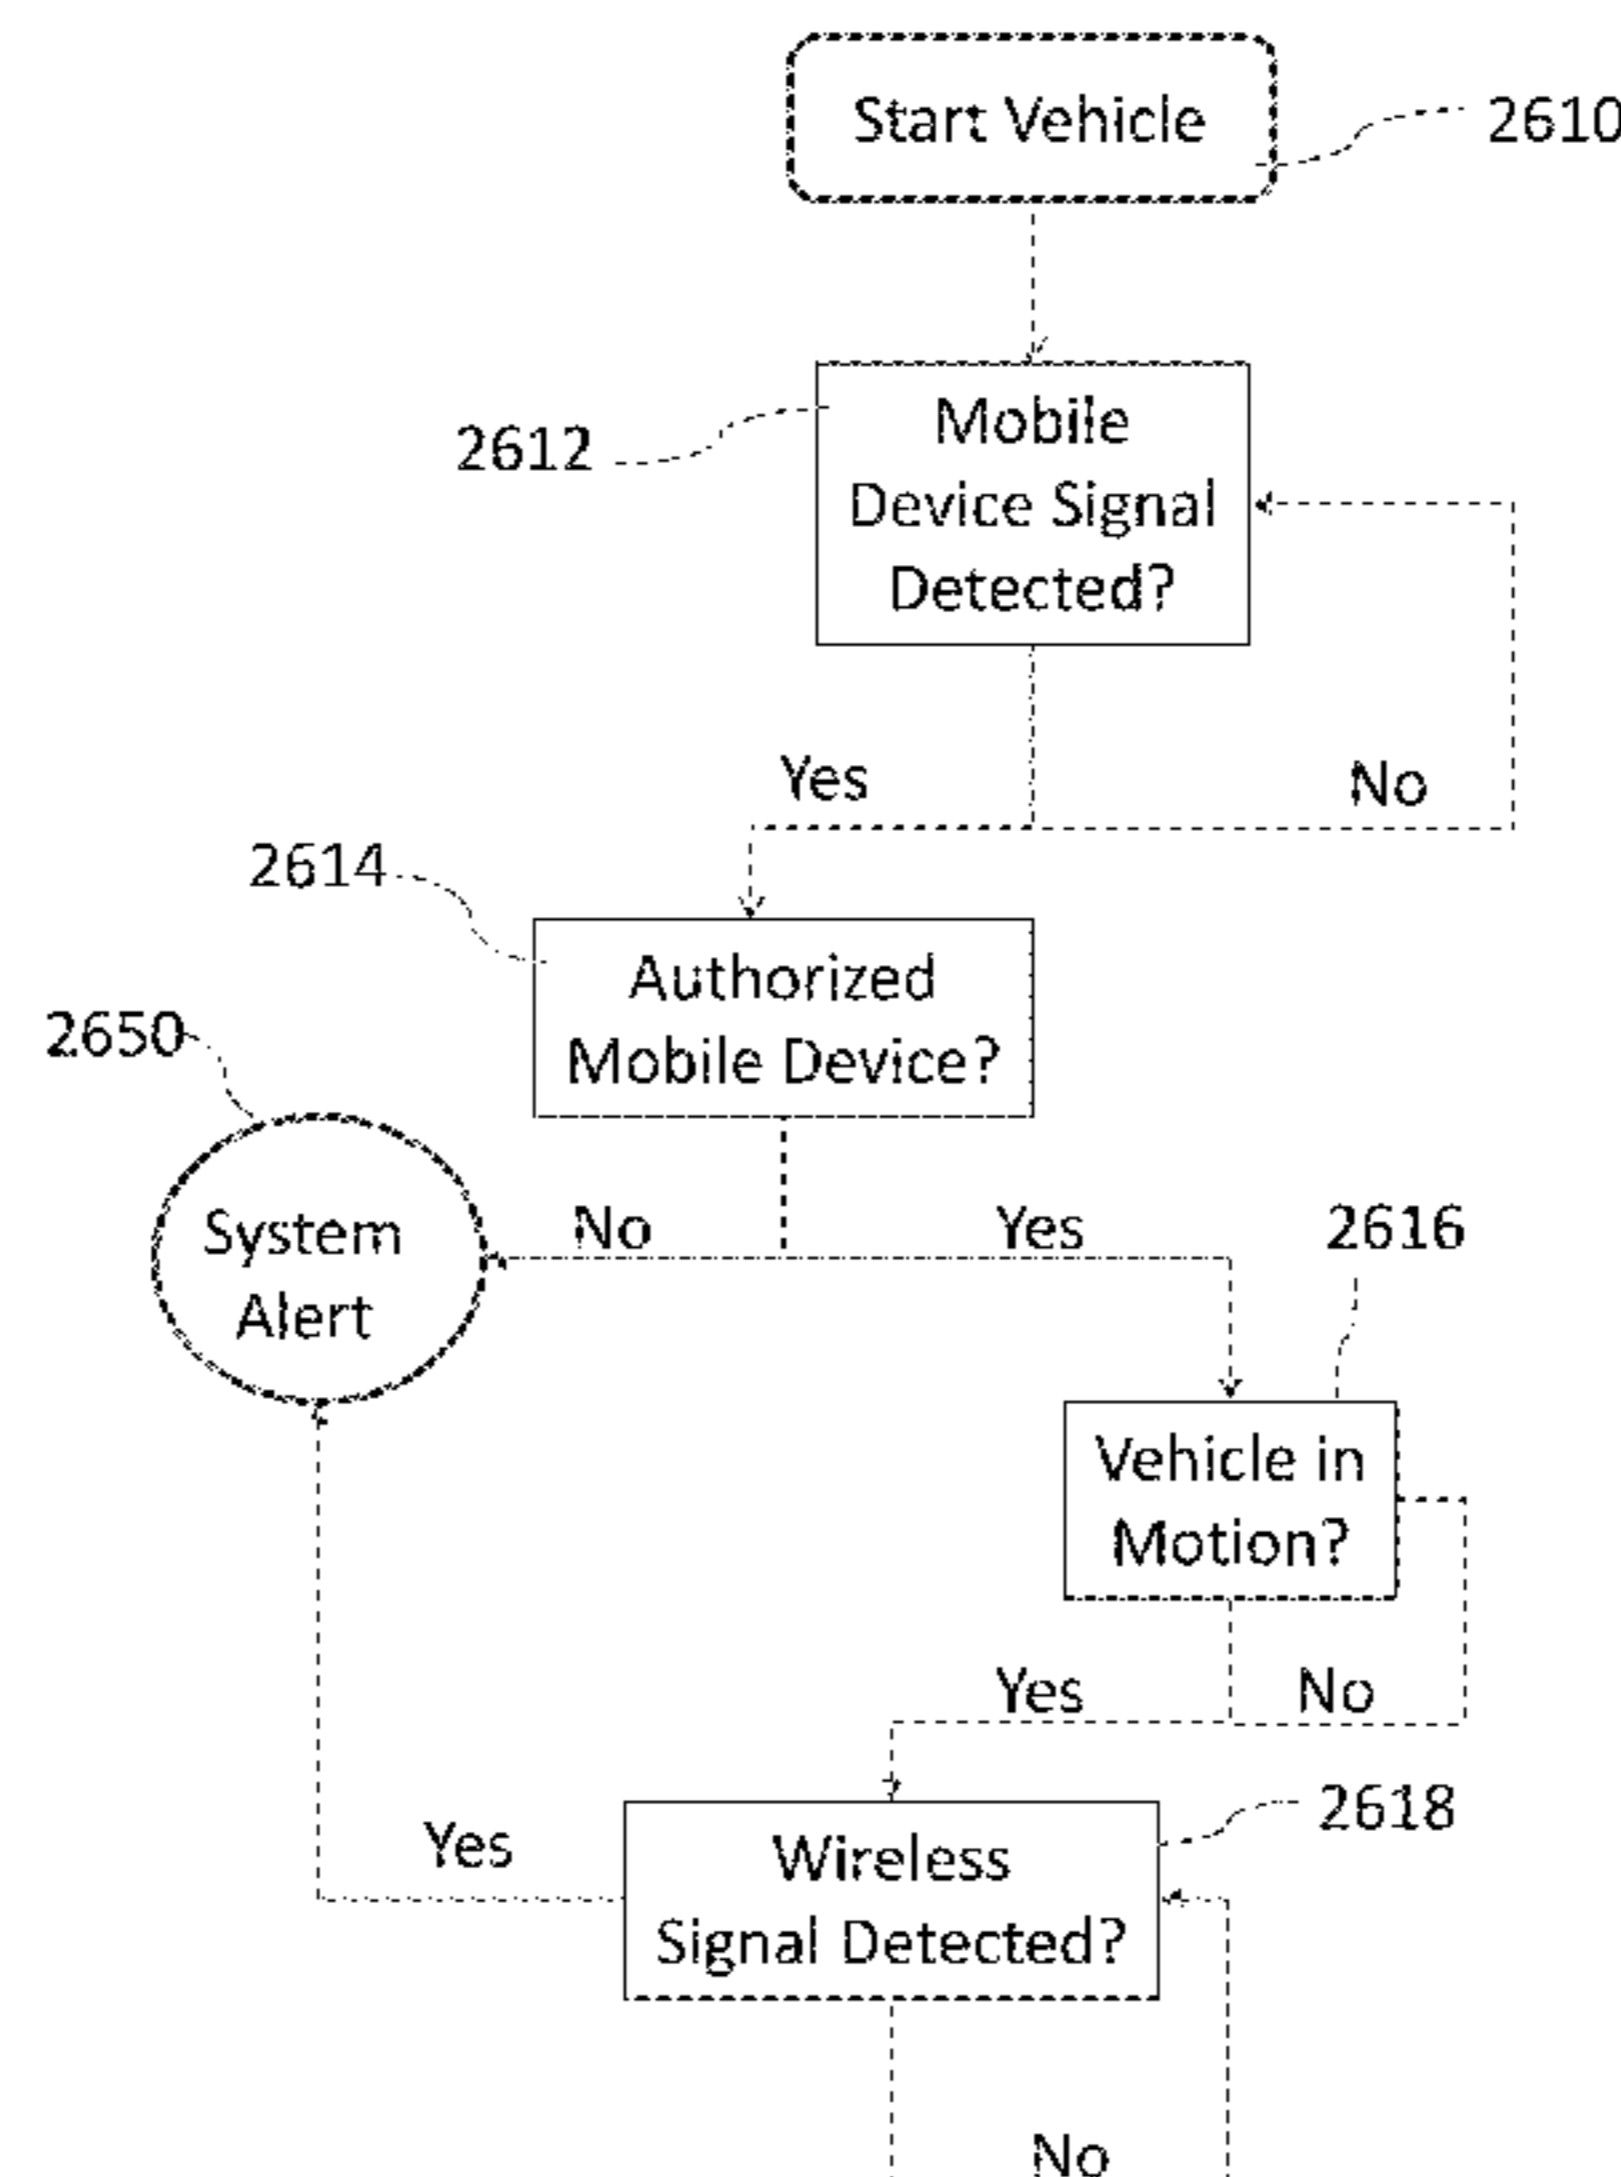 Start Vehicle
2610
2612
Mobile
Device Signal
Detected?
Yes
No
2614
Authorized
Mobile Device?
2650
System
Alert
No
Yes
2616
Vehicle in
Motion?
Yes
No
2618
Yes
Wireless
Signal Detected?
No